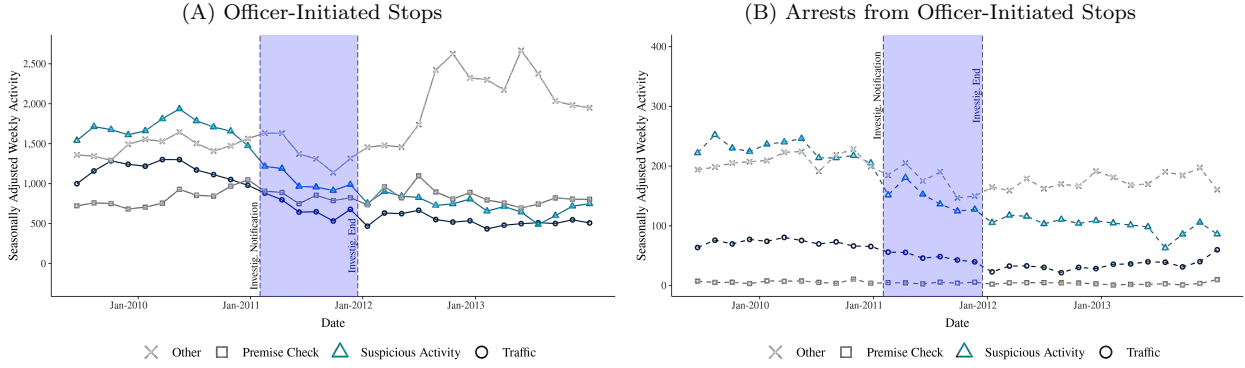 (A) Officer-Initiated Stops
Seasonally Adjusted Weekly Activity
2,500
2,000
1,500
1,000
500
0
Investig. Notification
Investig. End
Jan-2010
Jan-2011
Jan-2012
Jan-2013
Date
Other
Premise Check
Suspicious Activity
Traffic
(B) Arrests from Officer-Initiated Stops
Seasonally Adjusted Weekly Activity
400
300
200
100
0
Investig. Notification
Investig. End
Jan-2010
Jan-2011
Jan-2012
Jan-2013
Date
Other
Premise Check
Suspicious Activity
Traffic